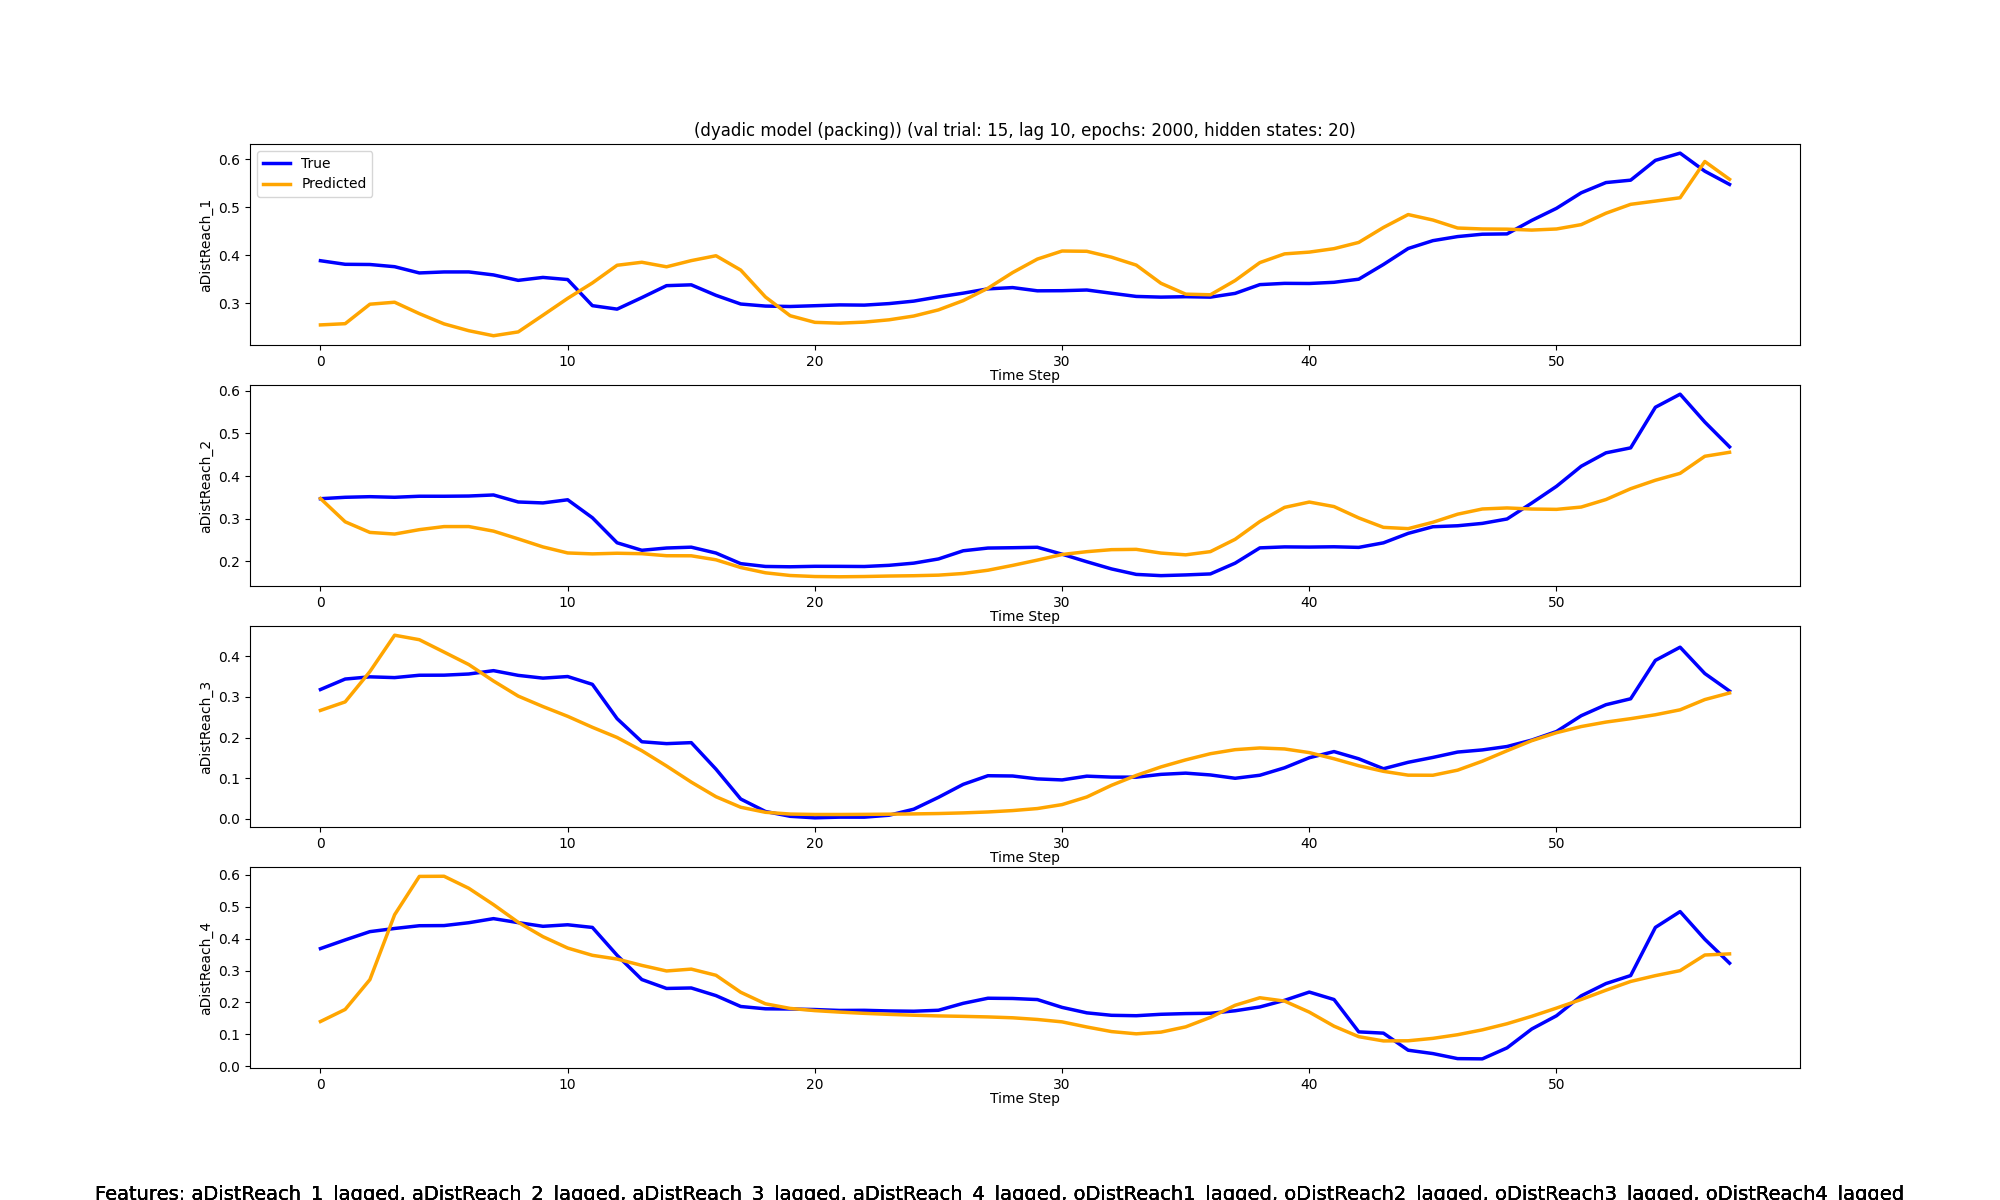 (dyadic model (packing)) (val trial: 15, lag 10, epochs: 2000, hidden states: 20)
True
Predicted
aDistReach_1
0.6
0.5
0.4
0.3
0 10 20 30 40 50
Time Step
aDistReach_2
0.6
0.5
0.4
0.3
0.2
0 10 20 30 40 50
Time Step
aDistReach_3
0.4
0.3
0.2
0.1
0.0
0 10 20 30 40 50
Time Step
aDistReach_4
0.6
0.5
0.4
0.3
0.2
0.1
0.0
0 10 20 30 40 50
Time Step
Features: aDistReach_1_lagged, aDistReach_2_lagged, aDistReach_3_lagged, aDistReach_4_lagged, oDistReach1_lagged, oDistReach2_lagged, oDistReach3_lagged, oDistReach4_lagged